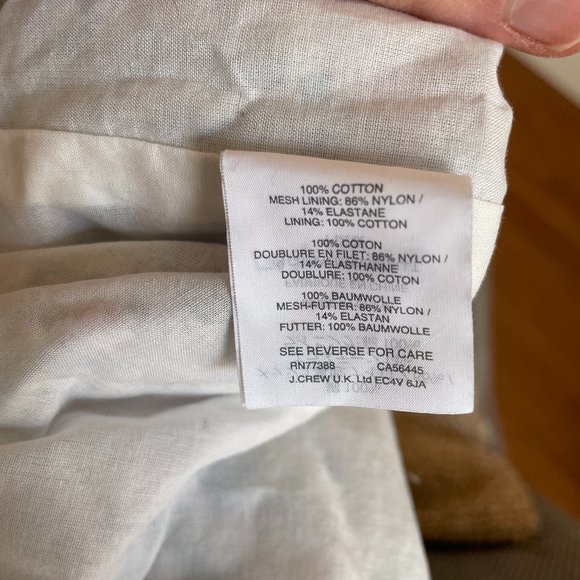 100% COTTON
MESH LINING: 86% NYLON /
14% ELASTANE
LINING: 100% COTTON
100% COTON
DOUBLURE EN FILET: 86% NYLON /
14% ÉLASTHANNE
DOUBLURE: 100% COTON
100% BAUMWOLLE
MESH-FUTTER: 86% NYLON /
14% ELASTAN
FUTTER: 100% BAUMWOLLE
SEE REVERSE FOR CARE
RN77388 CA56445
J.CREW U.K. Ltd EC4V 6JA